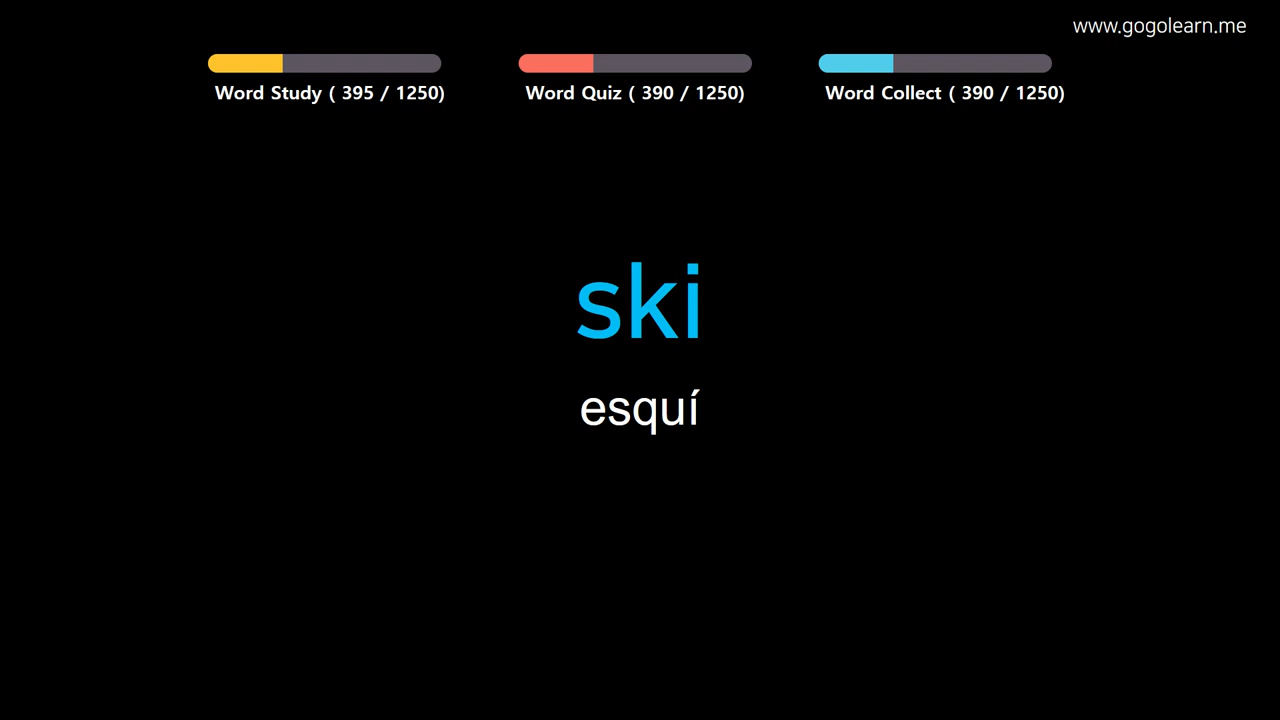 www.gogolearn.me
Word Study ( 395 / 1250)
Word Quiz ( 390 / 1250)
Word Collect ( 390 / 1250)
ski
esquí